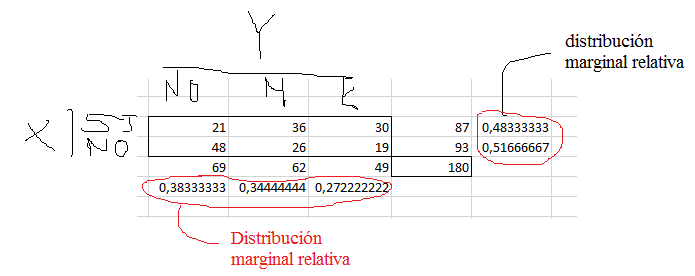 Y
distribución
marginal relativa
NO M E
X SI 21 36 30 87 0,48333333
NO 48 26 19 93 0,51666667
69 62 49 180
0,38333333 0,34444444 0,272222222
Distribución
marginal relativa